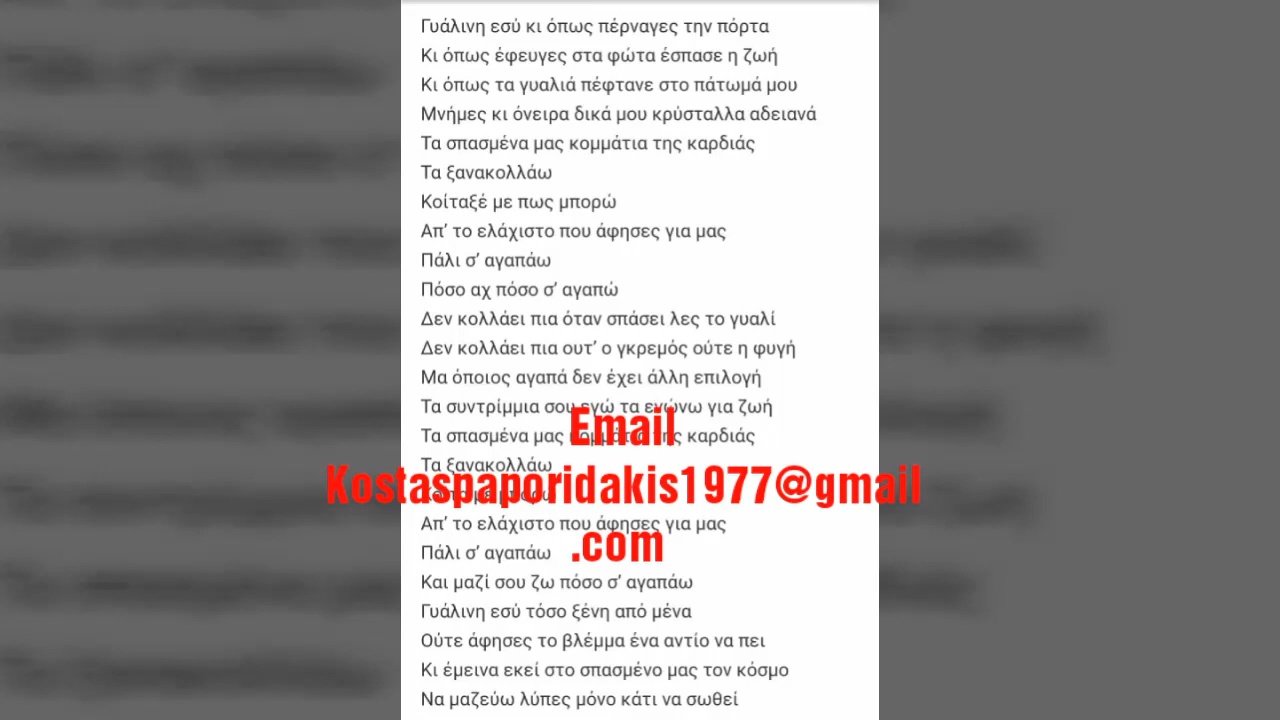 Γυάλινη εσύ κι όπως πέρναγες την πόρτα
Κι όπως έφευγες στα φώτα έσπασε η ζωή
Κι όπως τα γυαλιά πέφτανε στο πάτωμά μου
Μνήμες κι όνειρα δικά μου κρύσταλλα αδειανά
Τα σπασμένα μας κομμάτια της καρδιάς
Τα ξανακολλάω
Κοίταξέ με πως μπορώ
Απ’ το ελάχιστο που άφησες για μας
Πάλι σ’ αγαπάω
Πόσο αχ πόσο σ’ αγαπώ
Δεν κολλάει πια όταν σπάσει λες το γυαλί
Δεν κολλάει πια ουτ’ ο γκρεμός ούτε η φυγή
Μα όποιος αγαπά δεν έχει άλλη επιλογή
Τα συντρίμμια σου εγώ τα ενώνω για ζωή
Τα σπασμένα μας κομμάτια της καρδιάς
Email
Τα ξανακολλάω
Kostaspaporidakis1977@gmail
με μπορώ
Απ’ το ελάχιστο που άφησες για μας
.com
Πάλι σ’ αγαπάω
Και μαζί σου ζω πόσο σ’ αγαπάω
Γυάλινη εσύ τόσο ξένη από μένα
Ούτε άφησες το βλέμμα ένα αντίο να πει
Κι έμεινα εκεί στο σπασμένο μας τον κόσμο
Να μαζεύω λύπες μόνο κάτι να σωθεί